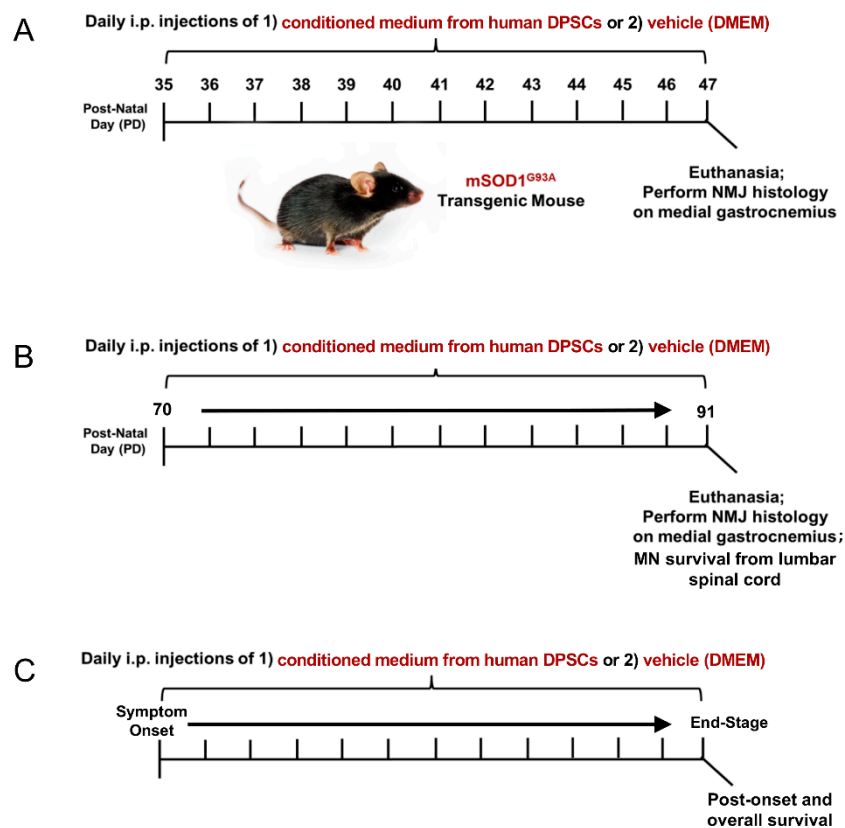 A
Daily i.p. injections of 1) conditioned medium from human DPSCs or 2) vehicle (DMEM)
35 36 37 38 39 40 41 42 43 44 45 46 47
Post-Natal
Day (PD)
mSOD1G93A
Transgenic Mouse
Euthanasia;
Perform NMJ histology
on medial gastrocnemius
B
Daily i.p. injections of 1) conditioned medium from human DPSCs or 2) vehicle (DMEM)
70 91
Post-Natal
Day (PD)
Euthanasia;
Perform NMJ histology
on medial gastrocnemius;
MN survival from lumbar
spinal cord
C
Daily i.p. injections of 1) conditioned medium from human DPSCs or 2) vehicle (DMEM)
Symptom
Onset
End-Stage
Post-onset and
overall survival